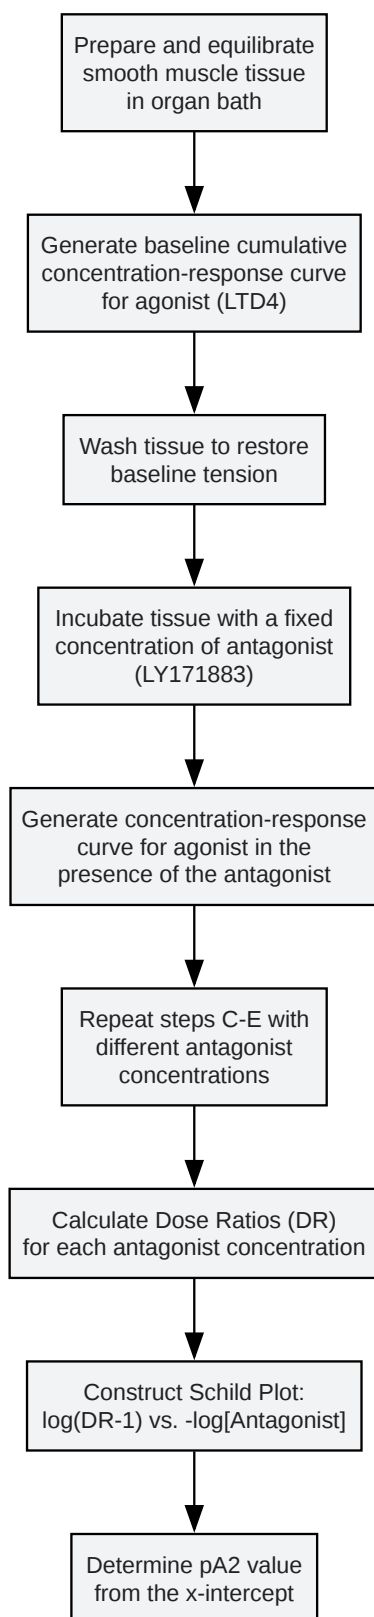 Prepare and equilibrate
smooth muscle tissue
in organ bath
Generate baseline cumulative
concentration-response curve
for agonist (LTD4)
Wash tissue to restore
baseline tension
Incubate tissue with a fixed
concentration of antagonist
(LY171883)
Generate concentration-response
curve for agonist in the
presence of the antagonist
Repeat steps C-E with
different antagonist
concentrations
Calculate Dose Ratios (DR)
for each antagonist concentration
Construct Schild Plot:
log(DR-1) vs. -log[Antagonist]
Determine pA2 value
from the x-intercept